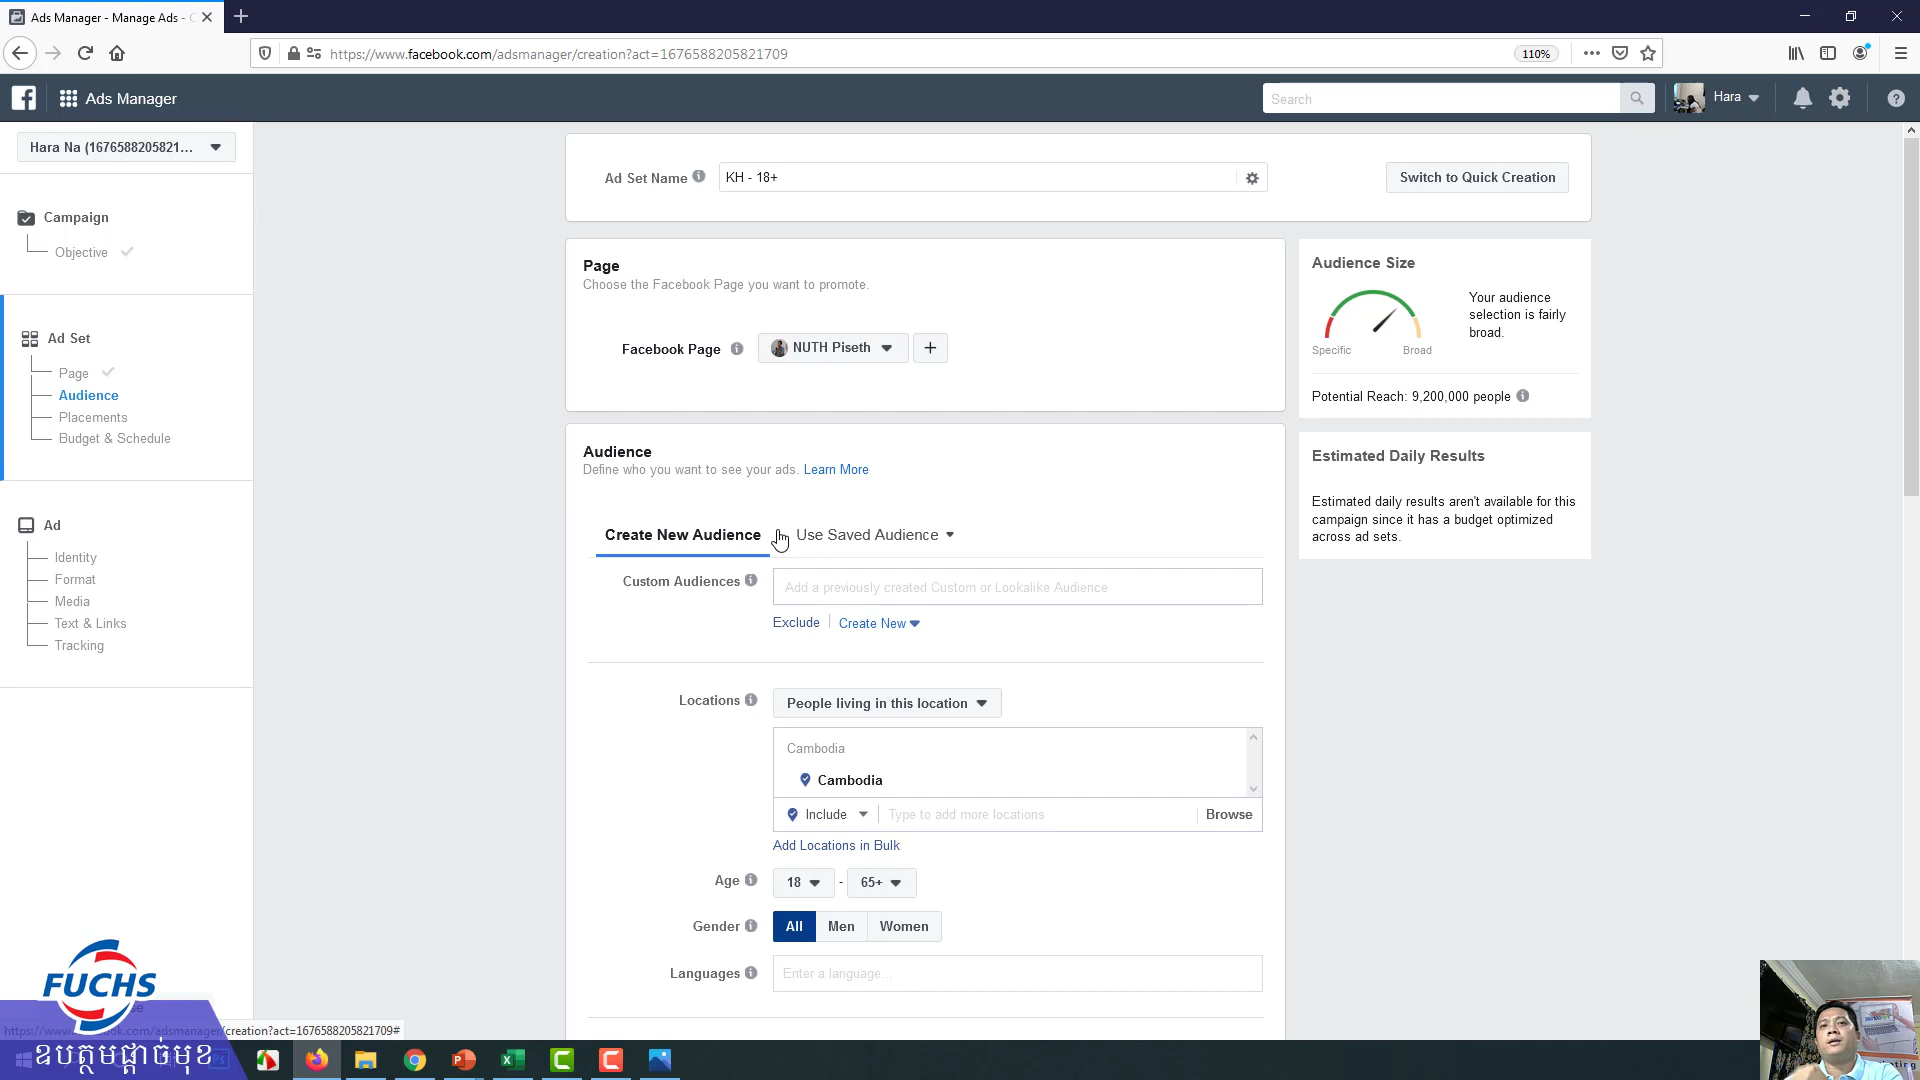 Ads Manager - Manage Ads - C
https://www.facebook.com/adsmanager/creation?act=1676588205821709
110%
Ads Manager
Search
Hara
Hara Na (1676588205821...
Campaign
Objective
Ad Set
Page
Audience
Placements
Budget & Schedule
Ad
Identity
Format
Media
Text & Links
Tracking
Ad Set Name
KH - 18+
Switch to Quick Creation
Page
Choose the Facebook Page you want to promote.
Facebook Page
NUTH Piseth
Audience Size
Your audience
selection is fairly
broad.
Specific
Broad
Potential Reach: 9,200,000 people
Estimated Daily Results
Estimated daily results aren't available for this
campaign since it has a budget optimized
across ad sets.
Audience
Define who you want to see your ads. Learn More
Create New Audience
Use Saved Audience
Custom Audiences
Add a previously created Custom or Lookalike Audience
Exclude
Create New
Locations
People living in this location
Cambodia
Cambodia
Include
Type to add more locations
Browse
Add Locations in Bulk
Age
18 - 65+
Gender
All Men Women
Languages
Enter a language...
FUCHS
creation?act=1676588205821709#
ឧបត្ថមផ្តាច់មុខ